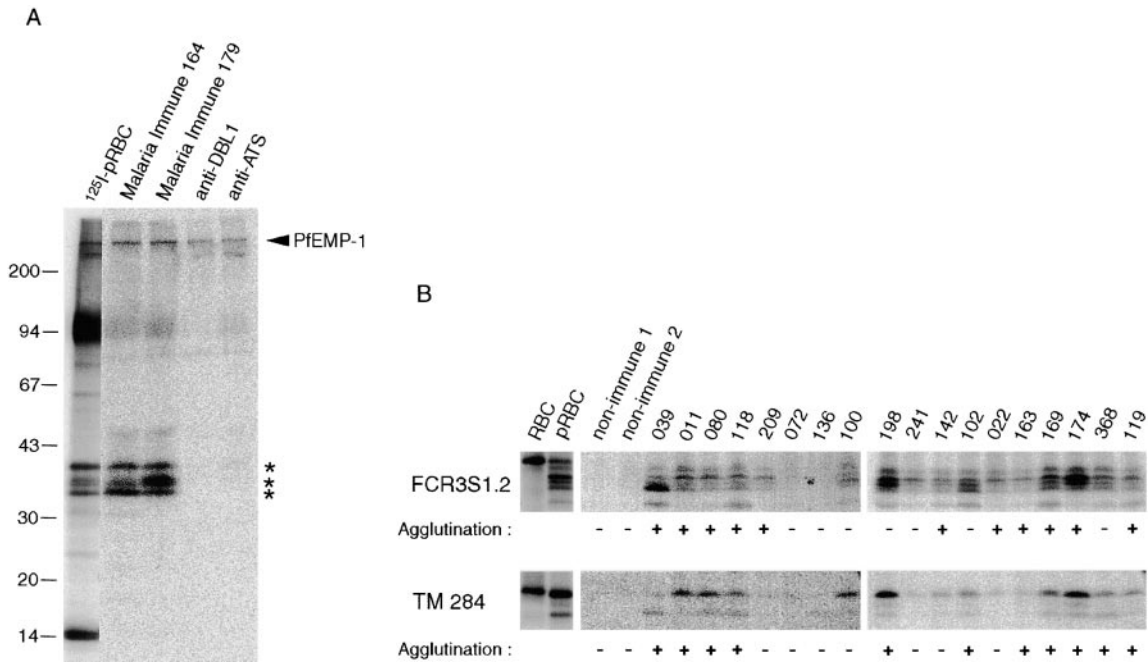 A
125I-pRBC
Malaria Immune 164
Malaria Immune 179
anti-DBL1
anti-ATS
PfEMP-1
200
94
67
43
30
20
14
*
*
*
B
RBC
pRBC
non-immune 1
non-immune 2
039
011
080
118
209
072
136
100
198
241
142
102
022
163
169
174
368
119
FCR3S1.2
Agglutination : - - + + + + + - - - - - + - + + + + - +
TM 284
Agglutination : - - + + + + - - - - + - - + - + + + + +